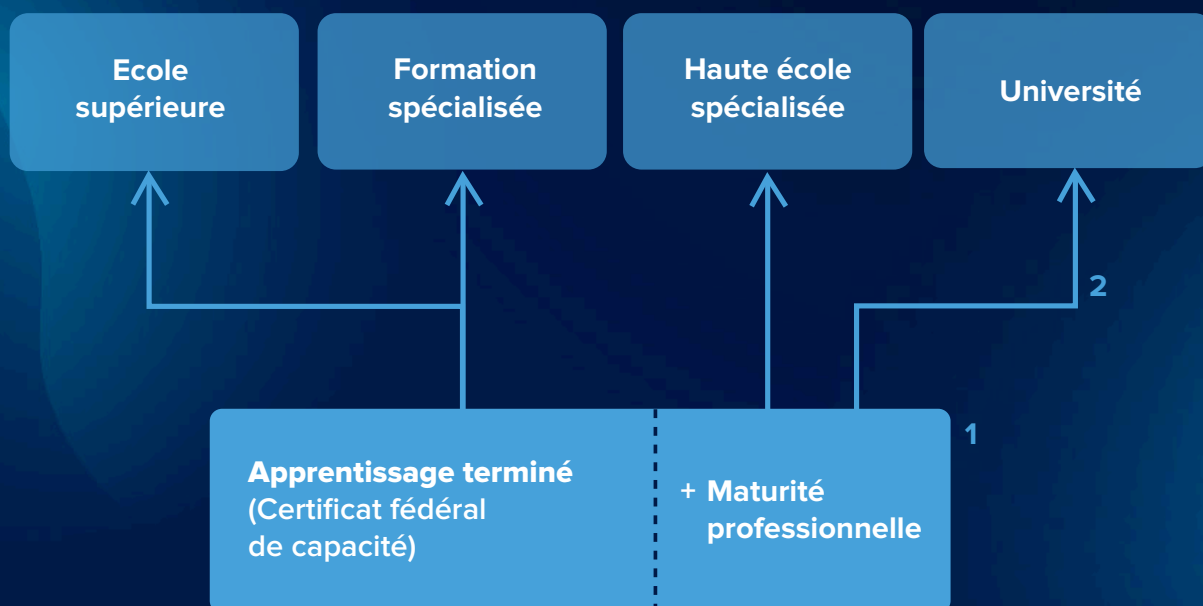 Ecole
supérieure
Formation
spécialisée
Haute école
spécialisée
Université
2
1
Apprentissage terminé
(Certificat fédéral
de capacité)
+ Maturité
professionnelle